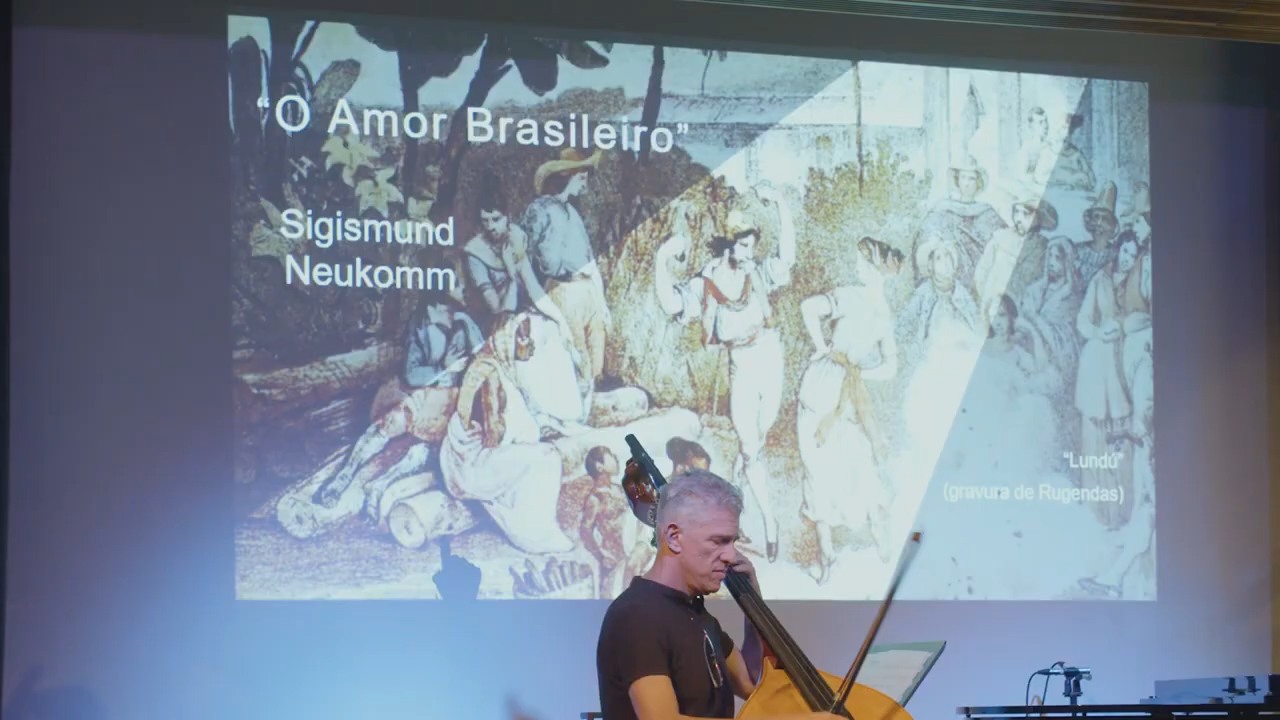 “O Amor Brasileiro”
Sigismund
Neukomm
“Lundú”
(gravura de Rugendas)